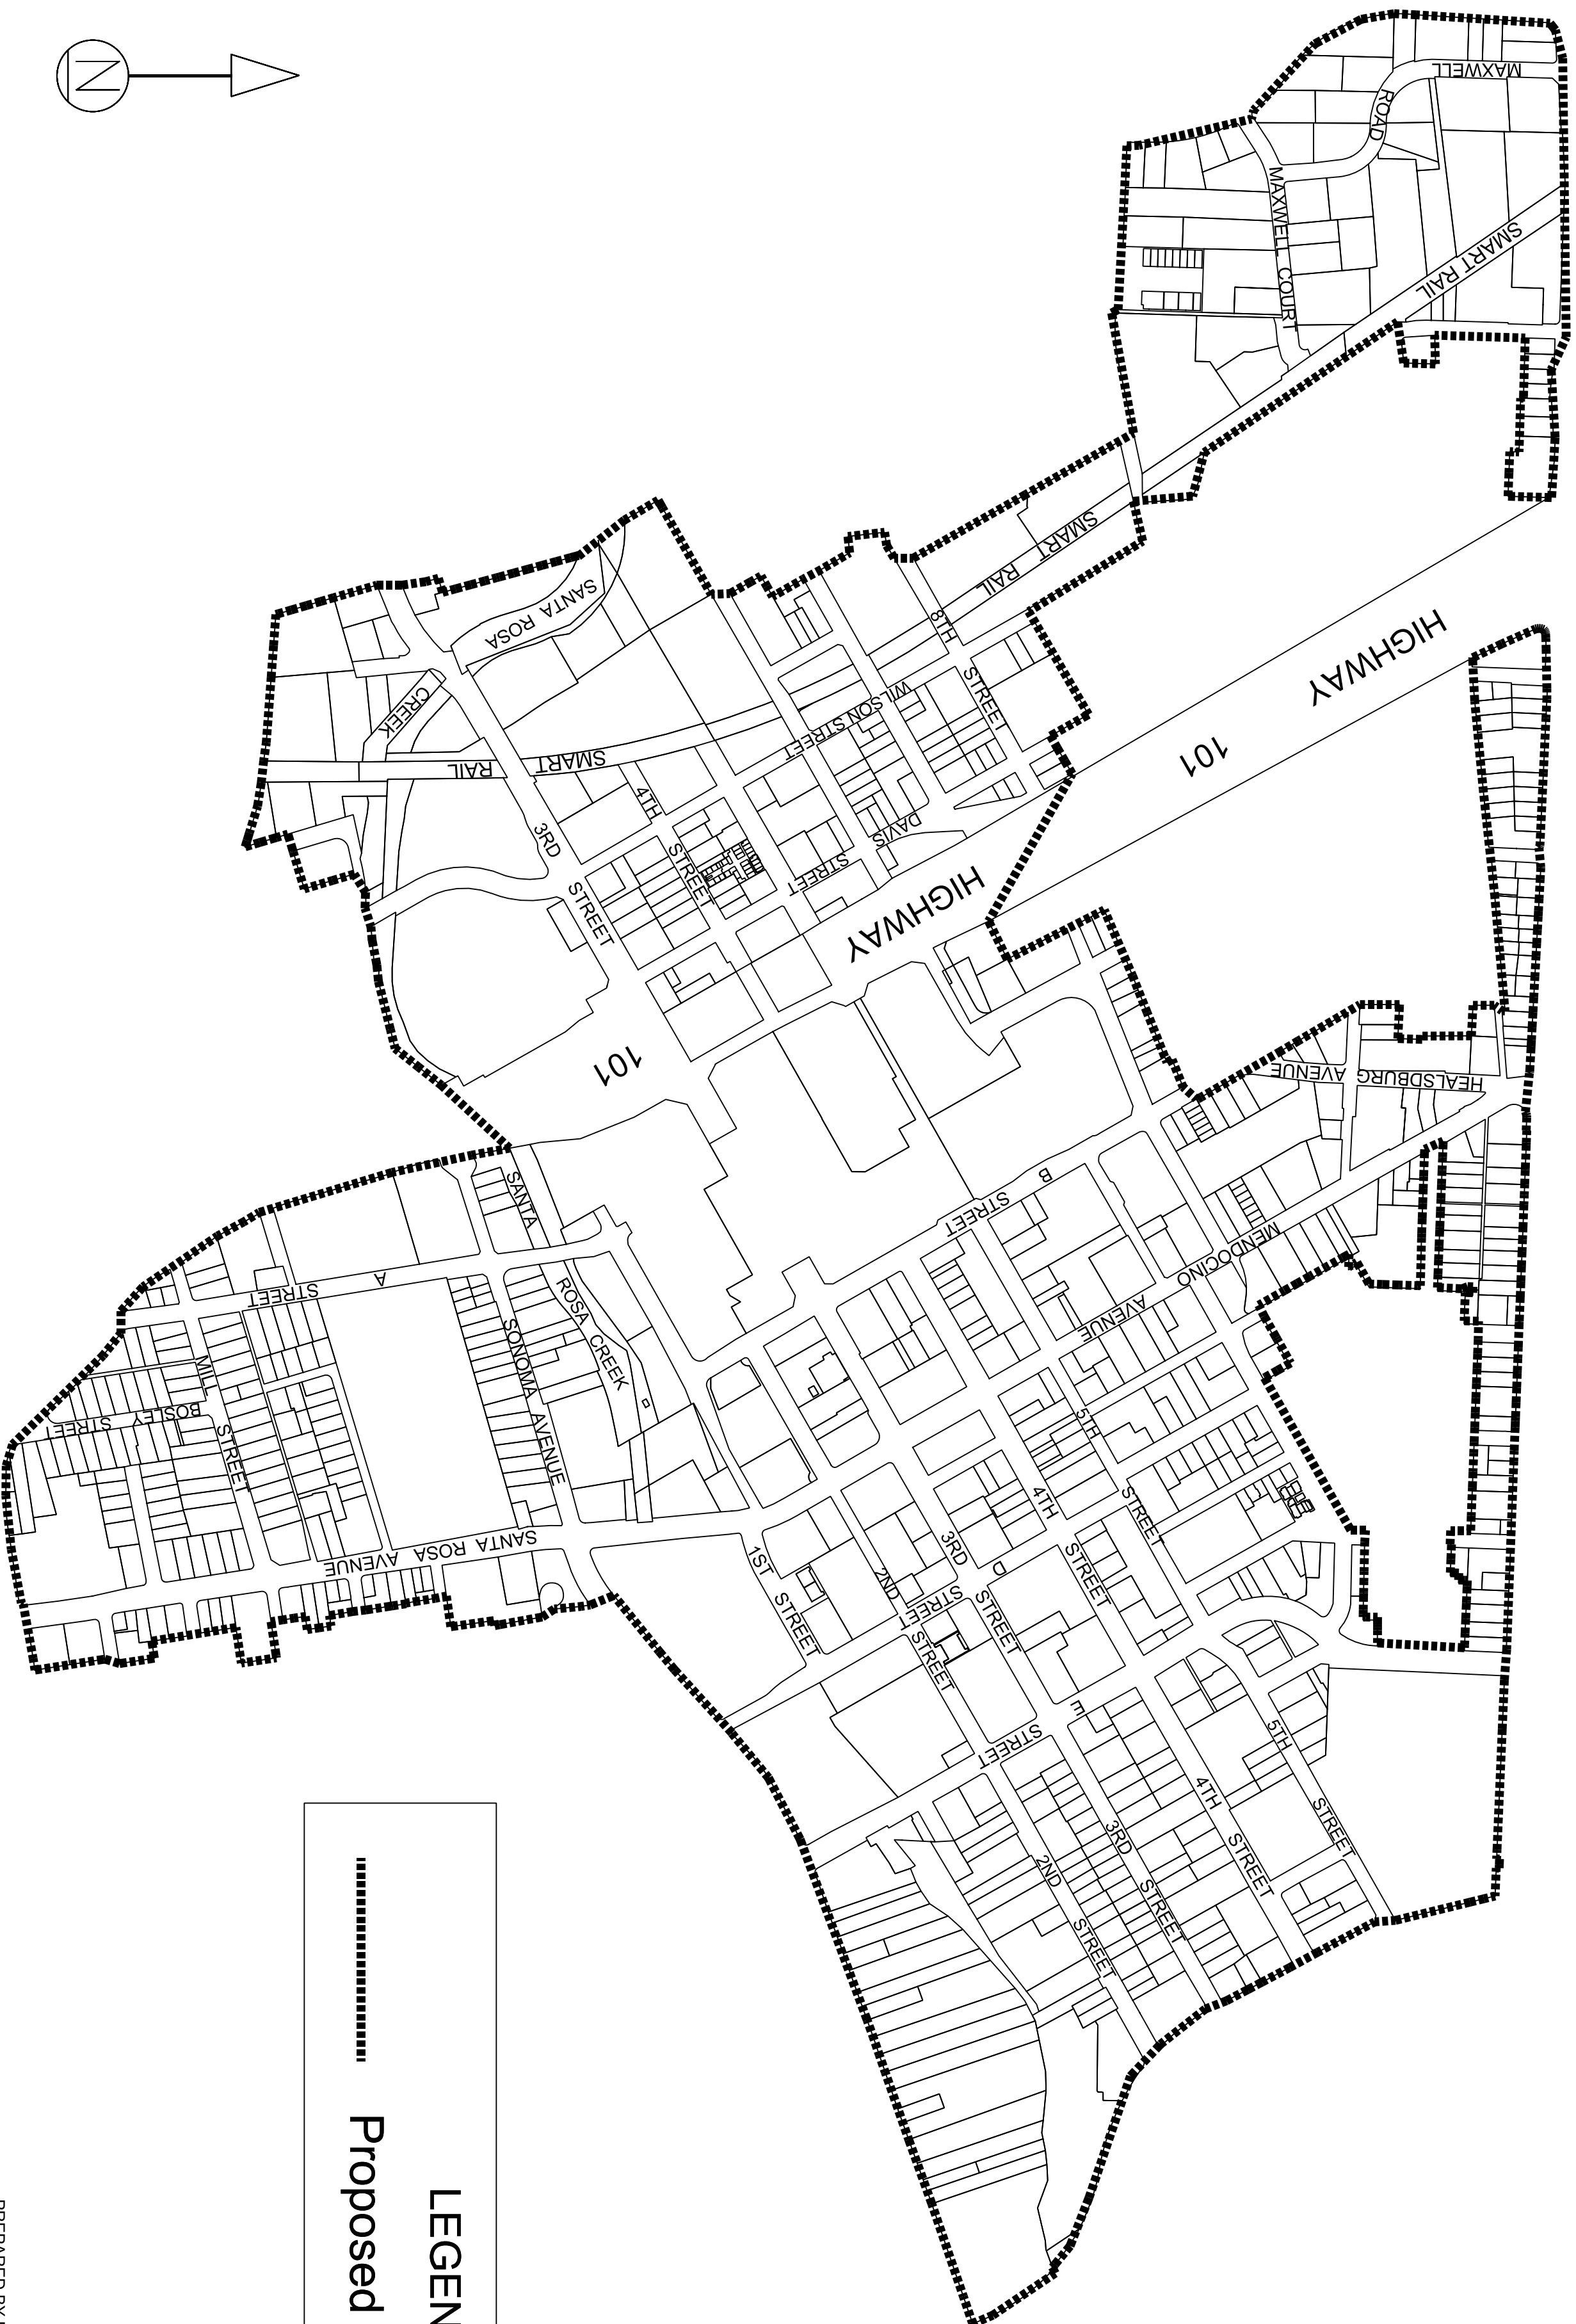 N
MAXWELL
ROAD
MAXWELL COURT
SMART RAIL
SMART
RAIL
HIGHWAY
101
HIGHWAY
101
SANTA ROSA
CREEK
SMART
RAIL
8TH
STREET
WILSON STREET
DAVIS
STREET
4TH
STREET
3RD
STREET
HEALSDBURG AVENUE
MENDOCINO
AVENUE
B
STREET
SANTA
ROSA CREEK
A
STREET
SONOMA
AVENUE
MILL
STREET
BOSLEY STREET
SANTA ROSA AVENUE
5TH
STREET
4TH
STREET
3RD
STREET
2ND
STREET
1ST
STREET
D
STREET
E
STREET
5TH
STREET
4TH
STREET
3RD
STREET
2ND
STREET
LEGEN
Proposed
PREPARED BY